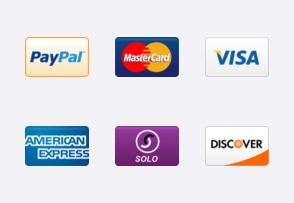 PayPal
MasterCard
VISA
AMERICAN
EXPRESS
SOLO
DISCOVER